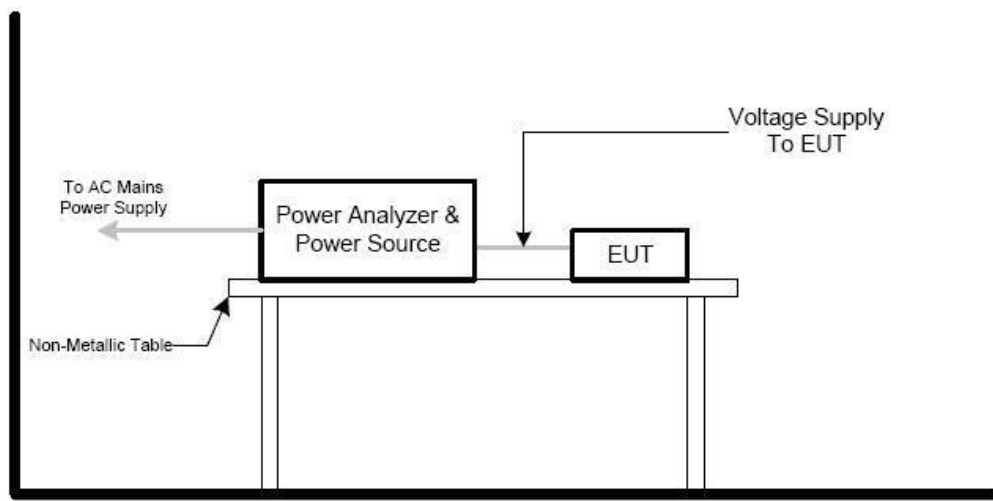 Voltage Supply
To EUT
To AC Mains
Power Supply
Power Analyzer &
Power Source
EUT
Non-Metallic Table